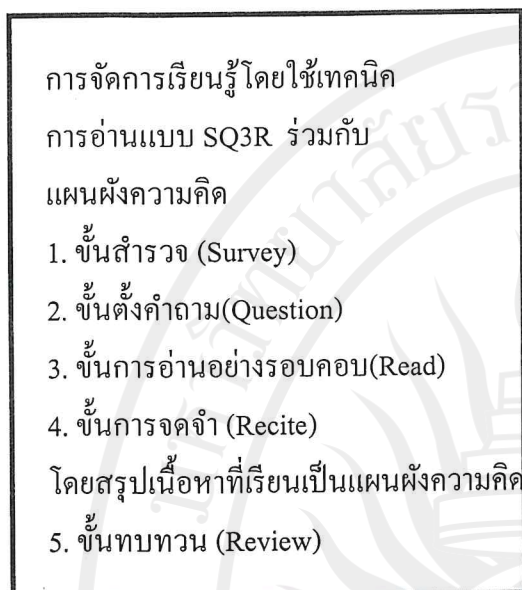 การจัดการเรียนรู้โดยใช้เทคนิค
การอ่านแบบ SQ3R ร่วมกับ
แผนผังความคิด
1. ขั้นสำรวจ (Survey)
2. ขั้นตั้งคำถาม(Question)
3. ขั้นการอ่านอย่างรอบคอบ(Read)
4. ขั้นการจดจำ (Recite)
โดยสรุปเนื้อหาที่เรียนเป็นแผนผังความคิด
5. ขั้นทบทวน (Review)